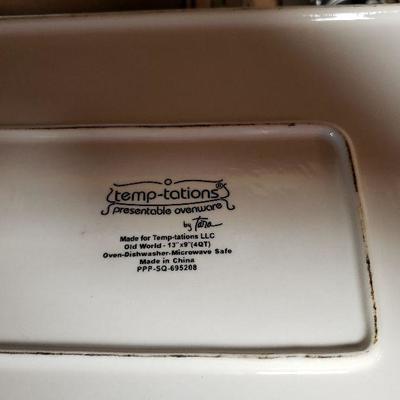 temp-tations®
presentable ovenware
by Tara
Made for Temp-tations LLC
Old World - 13"x9"(4QT)
Oven-Dishwasher-Microwave Safe
Made in China
PPP-SQ-695208